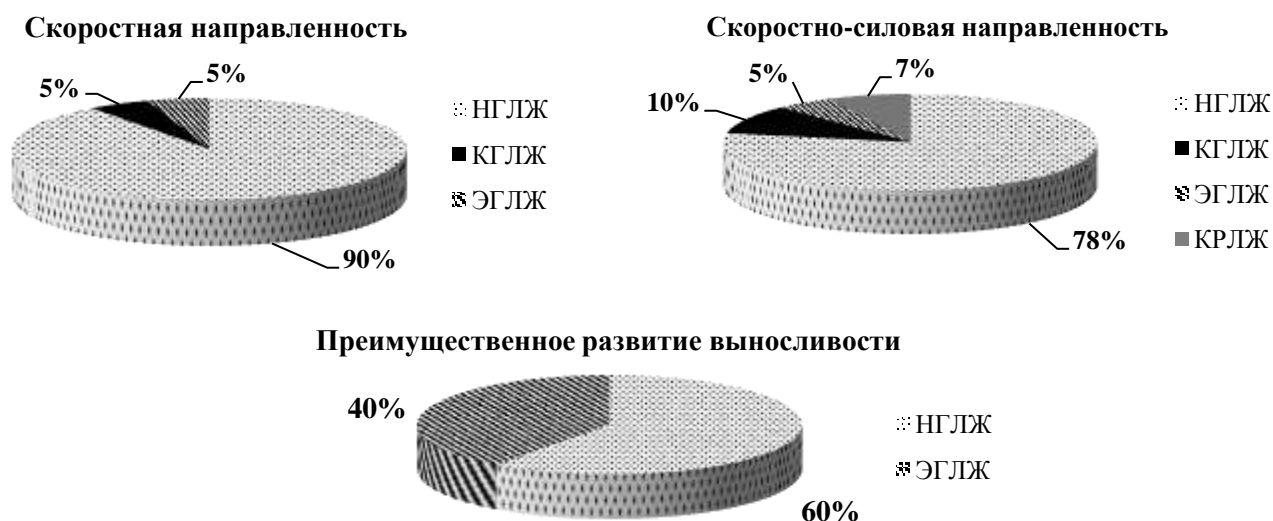 Скоростная направленность
5%
5%
90%
НГЛЖ
КГЛЖ
ЭГЛЖ
Скоростно-силовая направленность
7%
5%
10%
78%
НГЛЖ
КГЛЖ
ЭГЛЖ
КРЛЖ
Преимущественное развитие выносливости
40%
60%
НГЛЖ
ЭГЛЖ